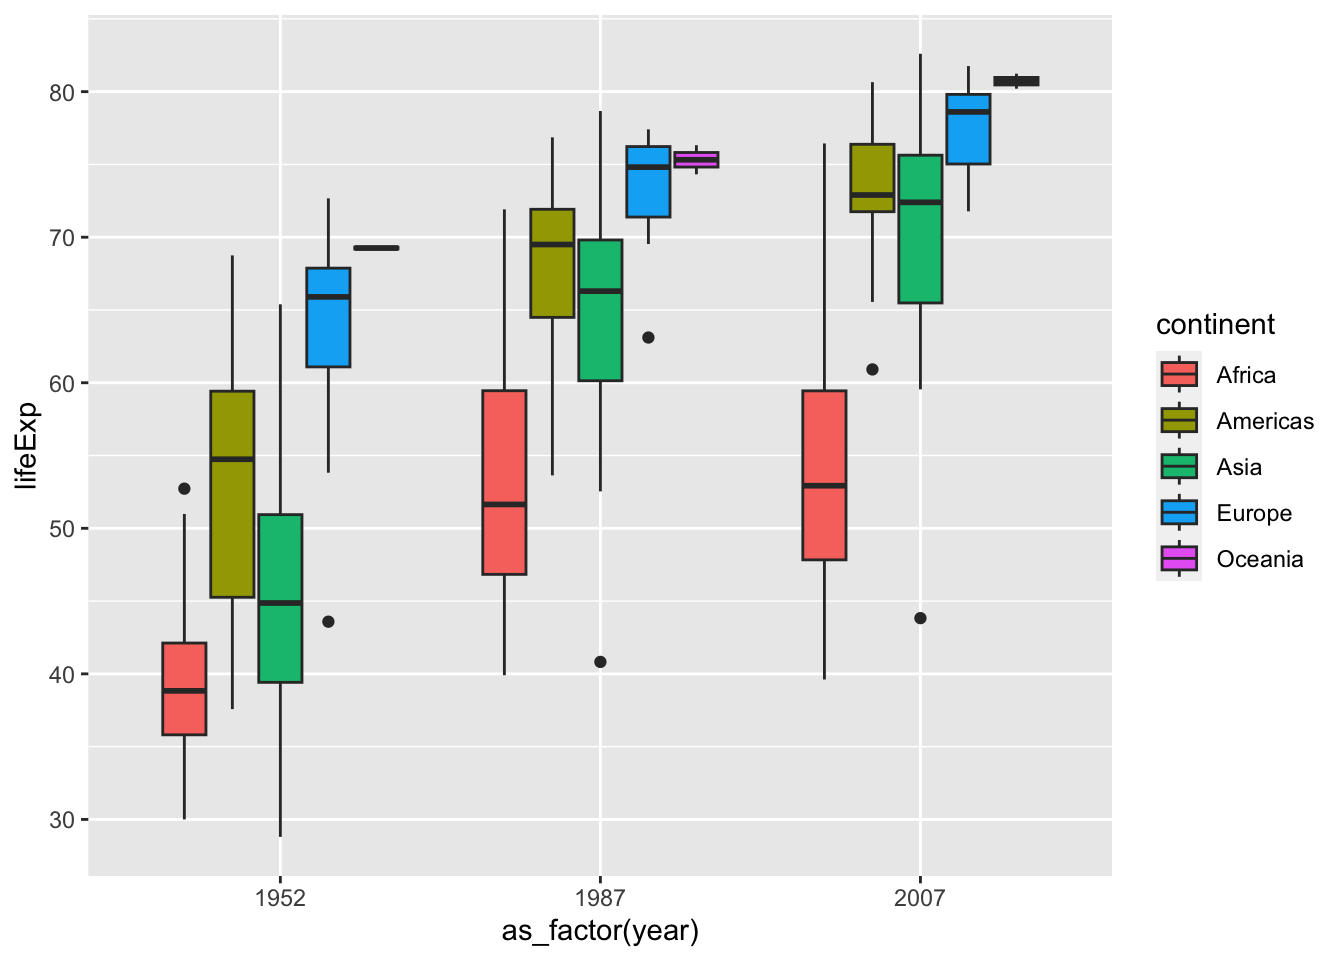 80
70
60
50
40
30
lifeExp
1952
1987
2007
as_factor(year)
continent
Africa
Americas
Asia
Europe
Oceania